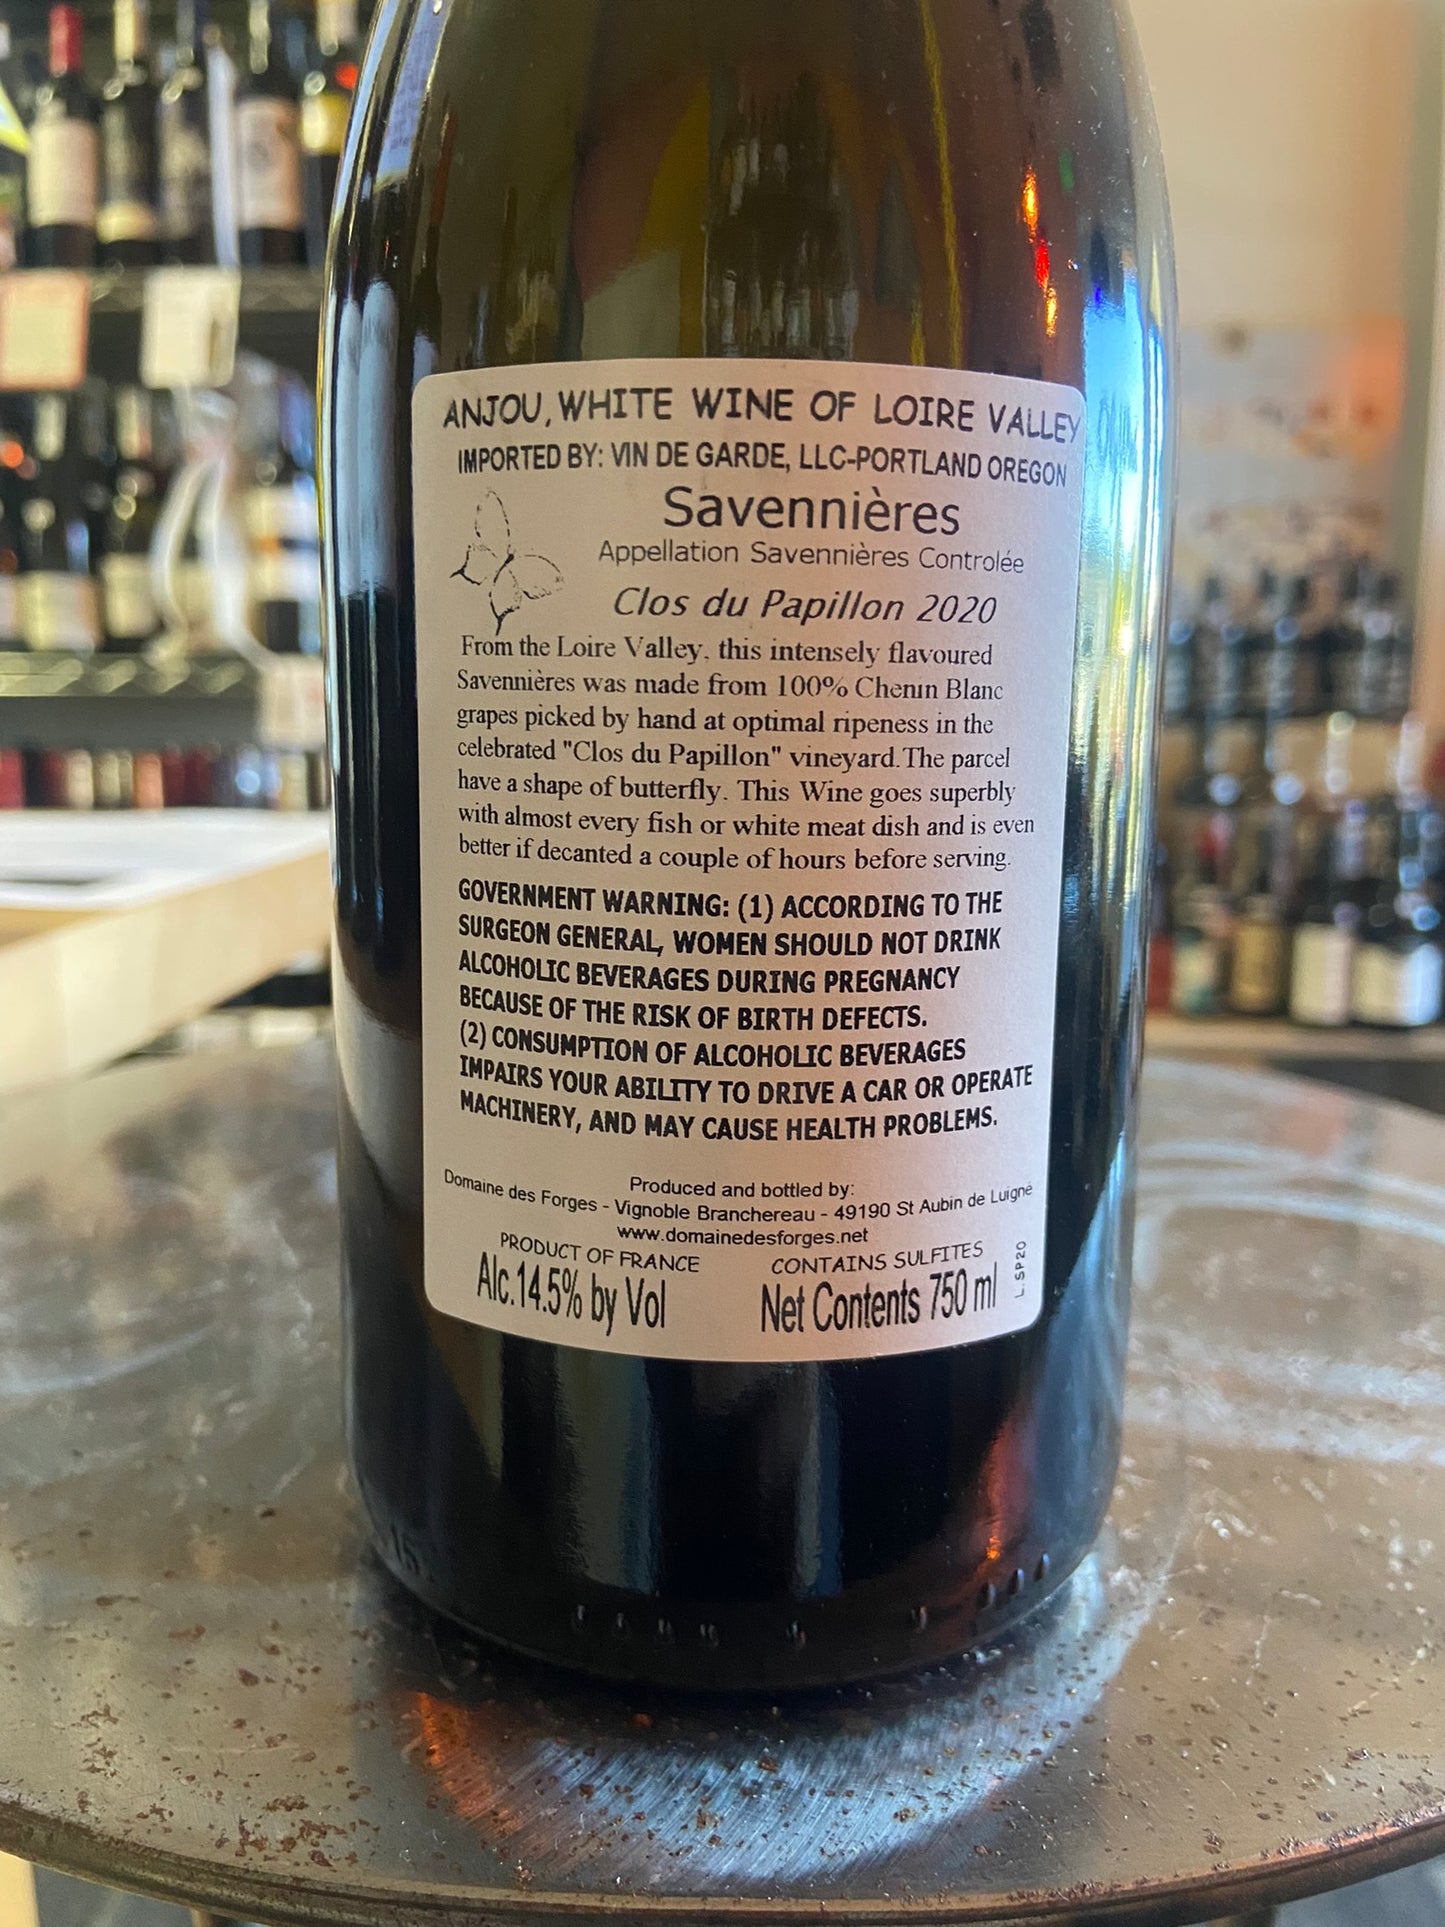 ANJOU, WHITE WINE OF LOIRE VALLEY
IMPORTED BY: VIN DE GARDE, LLC-PORTLAND OREGON
Savennières
Appellation Savennières Controlée
Clos du Papillon 2020
From the Loire Valley, this intensely flavoured
Savennières was made from 100% Chenin Blanc
grapes picked by hand at optimal ripeness in the
celebrated "Clos du Papillon" vineyard.The parcel
have a shape of butterfly. This Wine goes superbly
with almost every fish or white meat dish and is even
better if decanted a couple of hours before serving.
GOVERNMENT WARNING: (1) ACCORDING TO THE
SURGEON GENERAL, WOMEN SHOULD NOT DRINK
ALCOHOLIC BEVERAGES DURING PREGNANCY
BECAUSE OF THE RISK OF BIRTH DEFECTS.
(2) CONSUMPTION OF ALCOHOLIC BEVERAGES
IMPAIRS YOUR ABILITY TO DRIVE A CAR OR OPERATE
MACHINERY, AND MAY CAUSE HEALTH PROBLEMS.
Produced and bottled by:
Domaine des Forges - Vignoble Branchereau - 49190 St Aubin de Luigné
www.domainedesforges.net
PRODUCT OF FRANCE
CONTAINS SULFITES
Alc.14.5% by Vol
Net Contents 750 ml
L.SP20